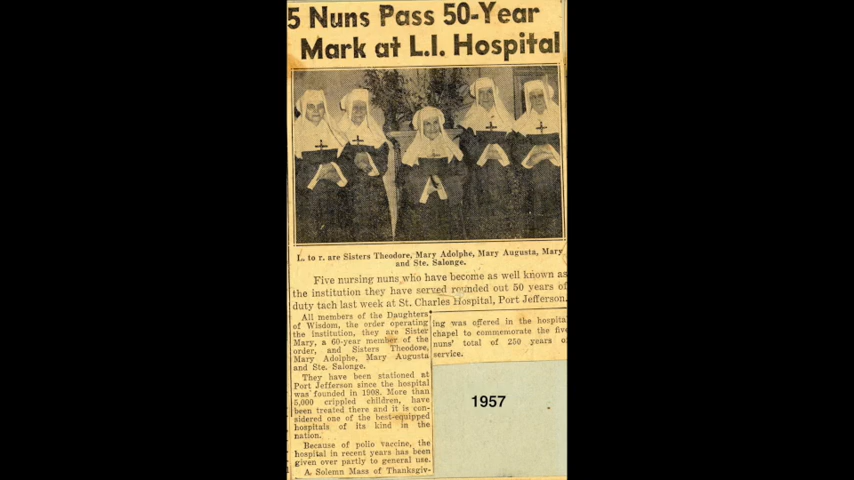 5 Nuns Pass 50-Year
Mark at L.I. Hospital
L. to r. are Sisters Theodore, Mary Adolphe, Mary Augusta, Mary
and Ste. Salonge.
Five nursing nuns who have become as well known as
the institution they have served rounded out 50 years of
duty tach last week at St. Charles Hospital, Port Jefferson.
All members of the Daughters
of Wisdom, the order operating
the institution, they are Sister
Mary, a 60-year member of the
order, and Sisters Theodore,
Mary Adolphe, Mary Augusta
and Ste. Salonge.
They have been stationed at
Port Jefferson since the hospital
was founded in 1908. More than
5,000 crippled children, have
been treated there and it is con-
sidered one of the best-equipped
hospitals of its kind in the
nation.
Because of polio vaccine, the
hospital in recent years has been
given over partly to general use.
A Solemn Mass of Thanksgiv-
ing was offered in the hospital
chapel to commemorate the five
nuns' total of 250 years of
service.
1957